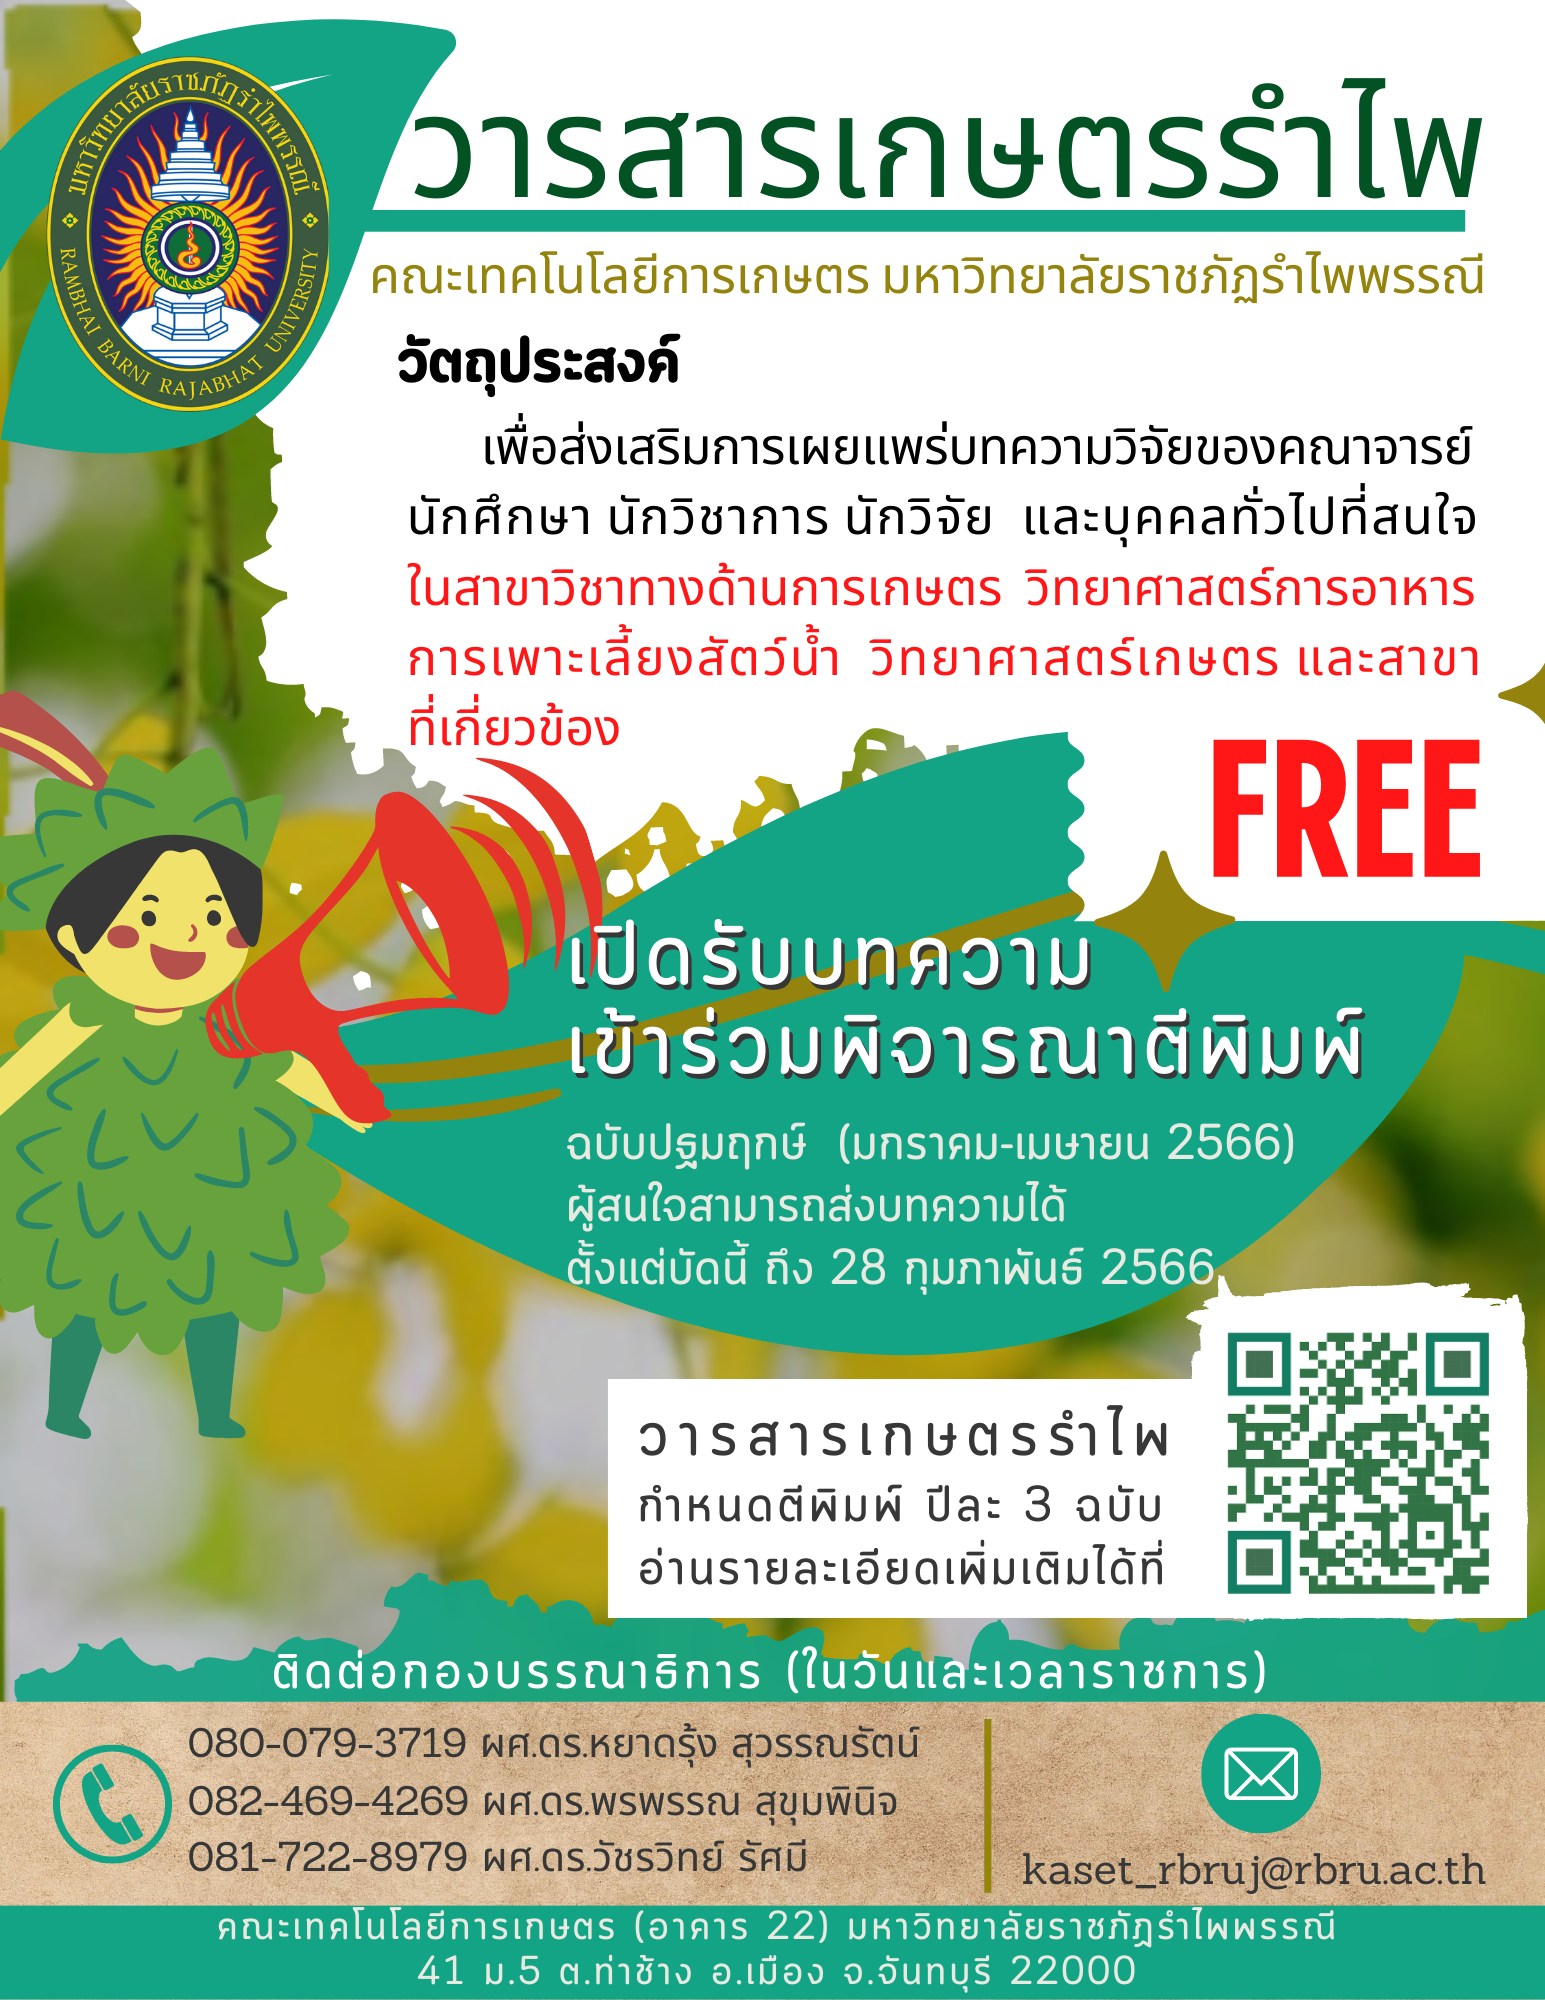 มหาวิทยาลัยราชภัฏรำไพพรรณี
RAMBHAI BARNI RAJABHAT UNIVERSITY
วารสารเกษตรรำไพ
คณะเทคโนโลยีการเกษตร มหาวิทยาลัยราชภัฏรำไพพรรณี
วัตถุประสงค์
เพื่อส่งเสริมการเผยแพร่บทความวิจัยของคณาจารย์
นักศึกษา นักวิชาการ นักวิจัย และบุคคลทั่วไปที่สนใจ
ในสาขาวิชาทางด้านการเกษตร วิทยาศาสตร์การอาหาร
การเพาะเลี้ยงสัตว์น้ำ วิทยาศาสตร์เกษตร และสาขา
ที่เกี่ยวข้อง
FREE
เปิดรับบทความ
เข้าร่วมพิจารณาตีพิมพ์
ฉบับปฐมฤกษ์ (มกราคม-เมษายน 2566)
ผู้สนใจสามารถส่งบทความได้
ตั้งแต่บัดนี้ ถึง 28 กุมภาพันธ์ 2566
วารสารเกษตรรำไพ
กำหนดตีพิมพ์ ปีละ 3 ฉบับ
อ่านรายละเอียดเพิ่มเติมได้ที่
ติดต่อกองบรรณาธิการ (ในวันและเวลาราชการ)
080-079-3719 ผศ.ดร.หยาดรุ้ง สุวรรณรัตน์
082-469-4269 ผศ.ดร.พรพรรณ สุขุมพินิจ
081-722-8979 ผศ.ดร.วัชรวิทย์ รัศมี
kaset_rbruj@rbru.ac.th
คณะเทคโนโลยีการเกษตร (อาคาร 22) มหาวิทยาลัยราชภัฏรำไพพรรณี
41 ม.5 ต.ท่าช้าง อ.เมือง จ.จันทบุรี 22000